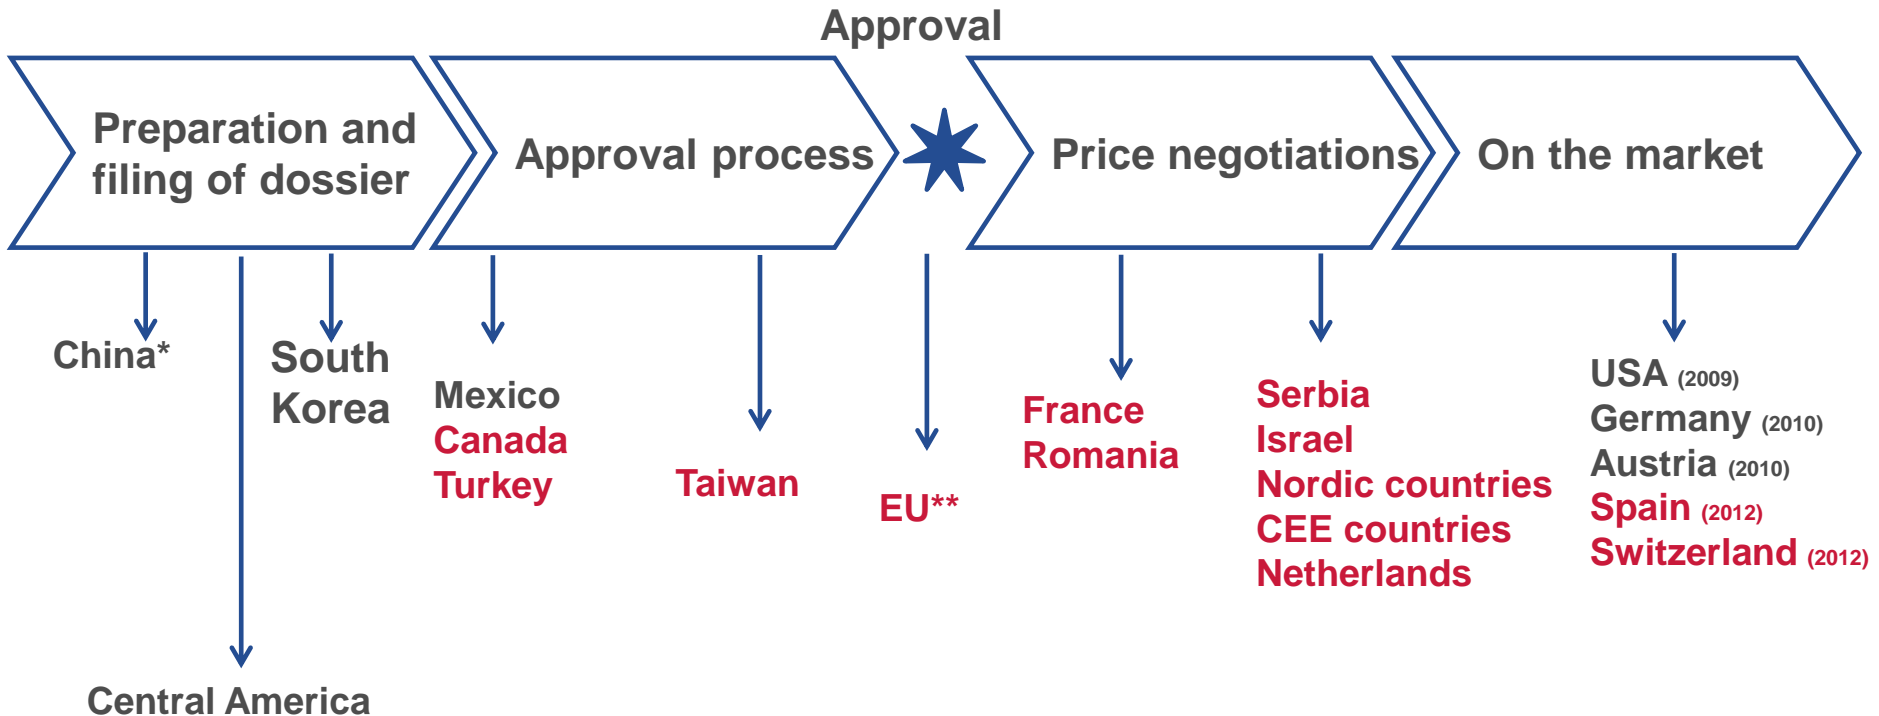 Approval
Preparation and
filing of dossier
Approval process
Price negotiations
On the market
China*
South
Korea
Central America
Mexico
Canada
Turkey
Taiwan
EU**
France
Romania
Serbia
Israel
Nordic countries
CEE countries
Netherlands
USA (2009)
Germany (2010)
Austria (2010)
Spain (2012)
Switzerland (2012)